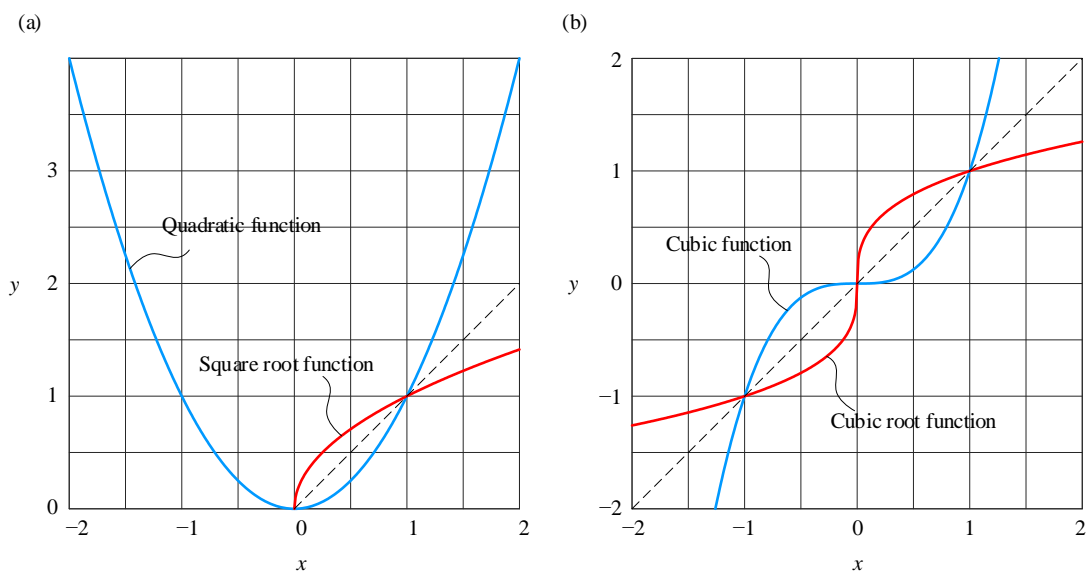 (a)
3
2
1
0
y
−2
−1
0
1
2
x
Quadratic function
Square root function
(b)
2
1
0
−1
−2
y
−2
−1
0
1
2
x
Cubic function
Cubic root function